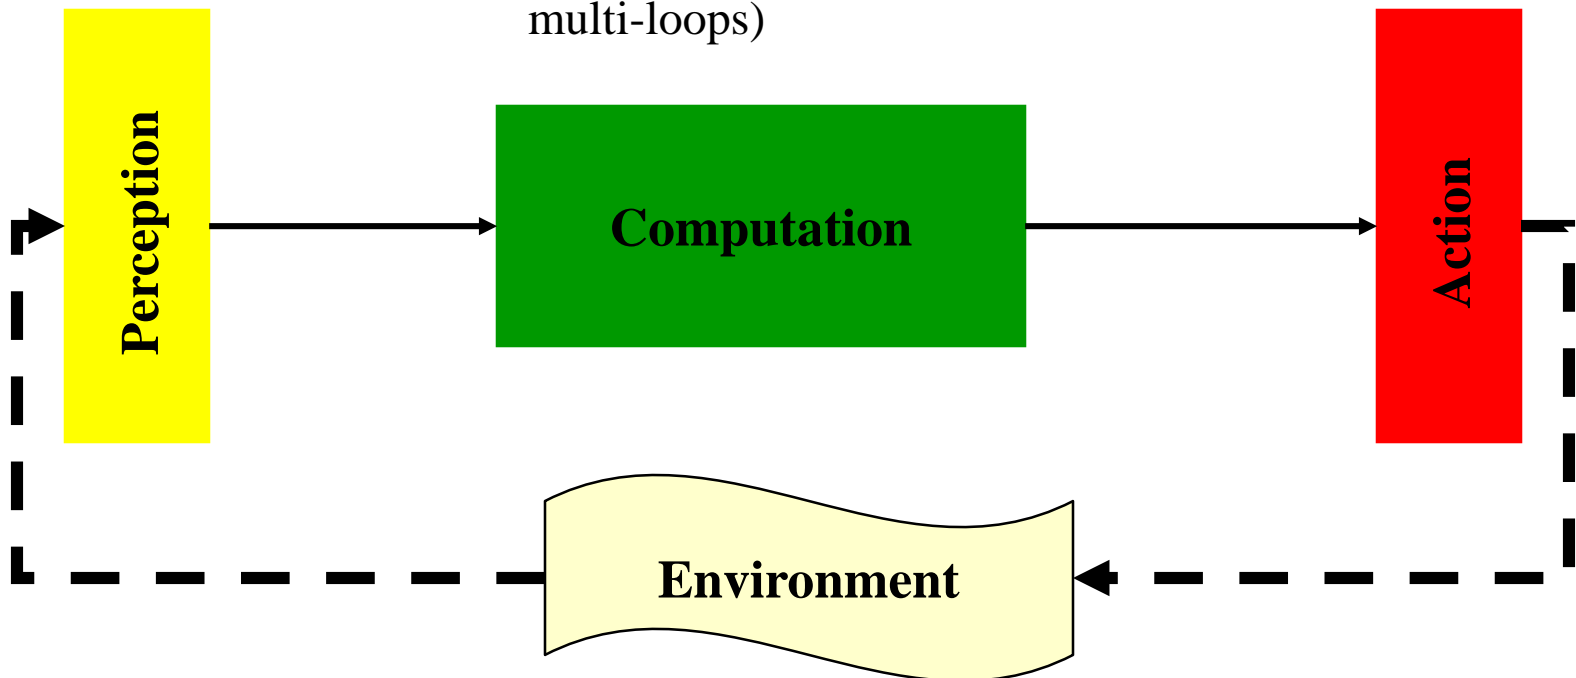 multi-loops)
Perception
Computation
Action
Environment